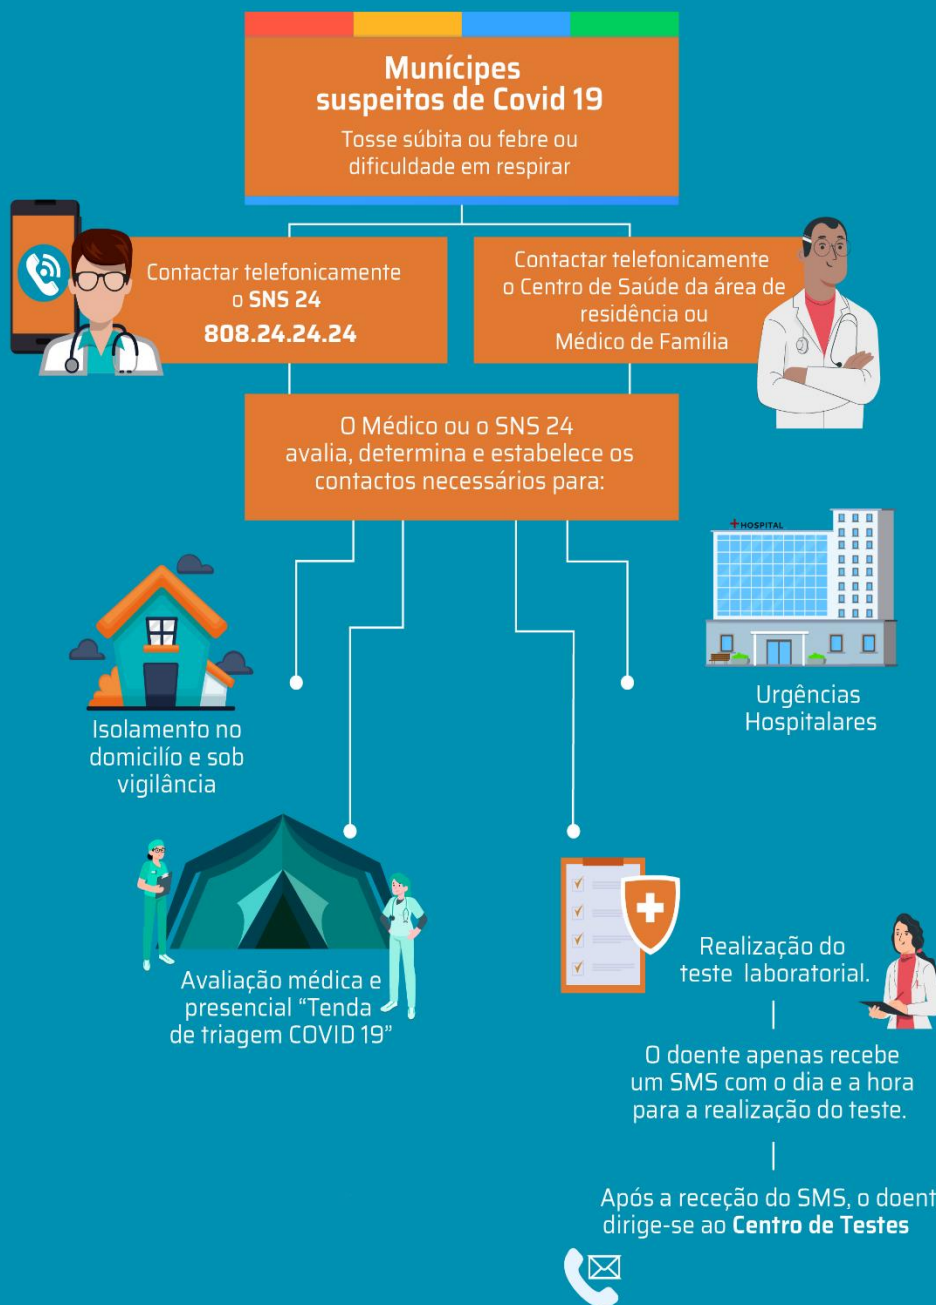 Munícipes
suspeitos de Covid 19
Tosse súbita ou febre ou
dificuldade em respirar
Contactar telefonicamente
o SNS 24
808.24.24.24
Contactar telefonicamente
o Centro de Saúde da área de
residência ou
Médico de Família
O Médico ou o SNS 24
avalia, determina e estabelece os
contactos necessários para:
HOSPITAL
Isolamento no
domicilío e sob
vigilância
Urgências
Hospitalares
Avaliação médica e
presencial “Tenda
de triagem COVID 19”
Realização do
teste laboratorial.
O doente apenas recebe
um SMS com o dia e a hora
para a realização do teste.
Após a receção do SMS, o doent
dirige-se ao Centro de Testes